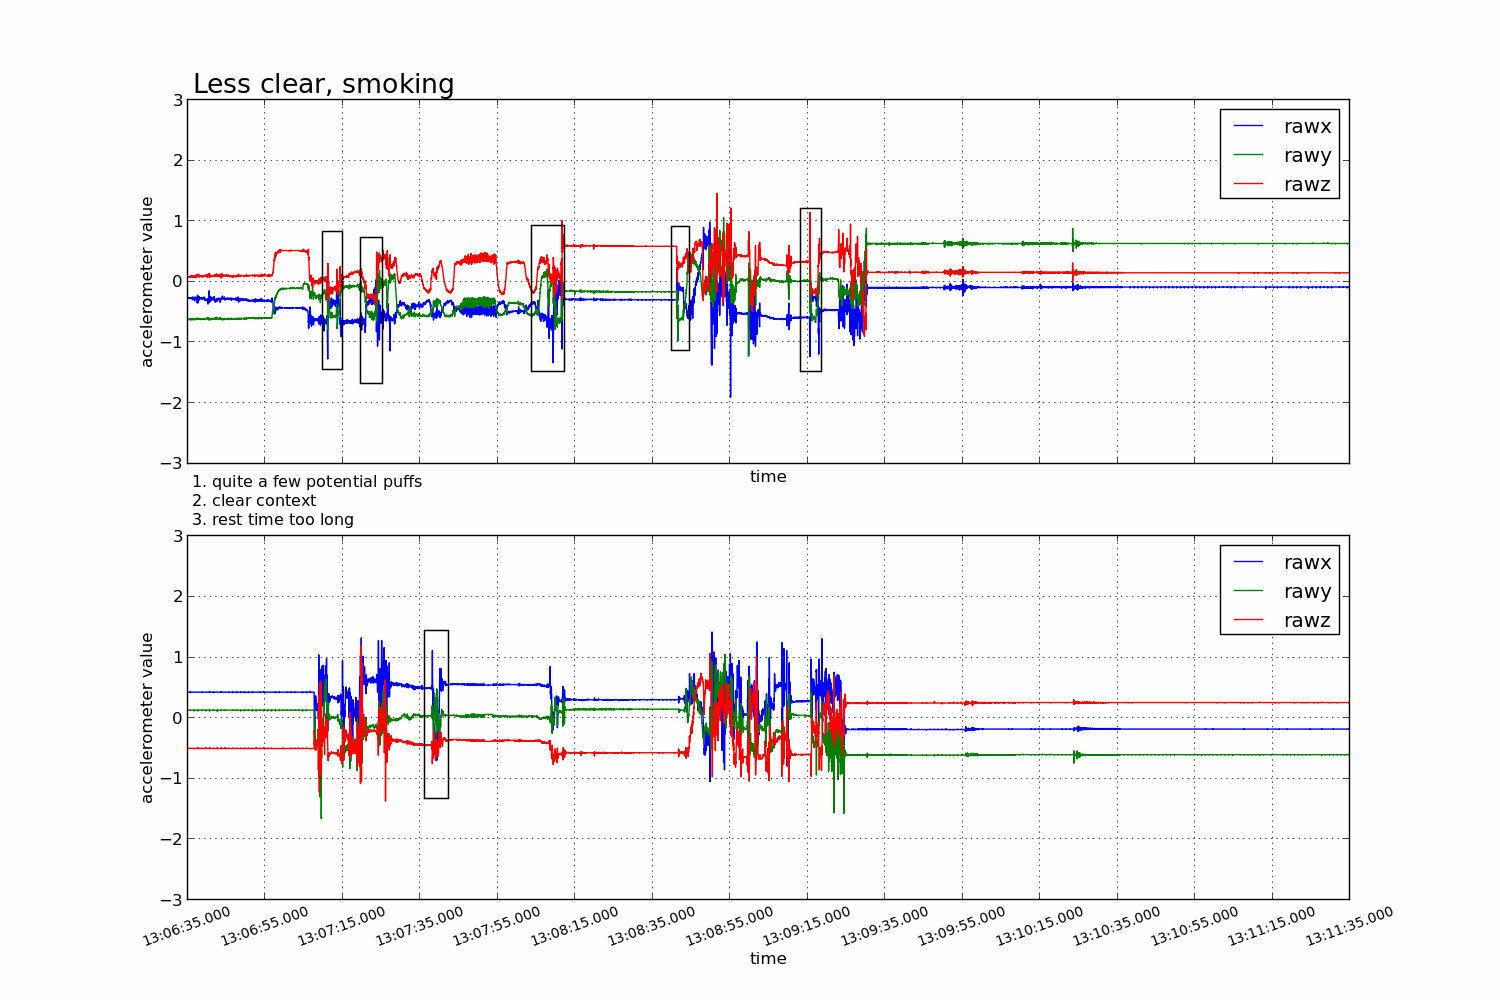 Less clear, smoking
3
2
1
0
−1
−2
−3
accelerometer value
rawx
rawy
rawz
time
1. quite a few potential puffs
2. clear context
3. rest time too long
3
2
1
0
−1
−2
−3
accelerometer value
rawx
rawy
rawz
13:06:35.000
13:06:55.000
13:07:15.000
13:07:35.000
13:07:55.000
13:08:15.000
13:08:35.000
13:08:55.000
13:09:15.000
13:09:35.000
13:09:55.000
13:10:15.000
13:10:35.000
13:10:55.000
13:11:15.000
13:11:35.000
time